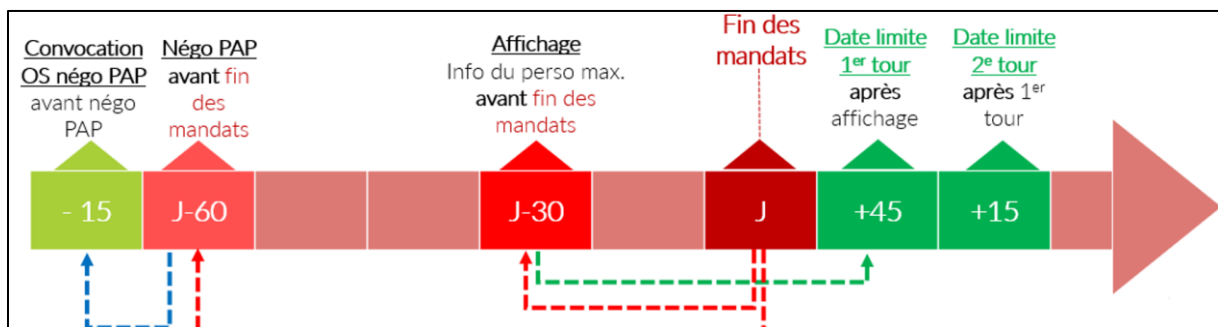 Convocation
OS négo PAP
avant négo
PAP
Négo PAP
avant fin
des
mandats
Affichage
Info du perso max.
avant fin des
mandats
Fin des
mandats
Date limite
1er tour
après
affichage
Date limite
2e tour
après 1er
tour
- 15
J-60
J-30
J
+45
+15